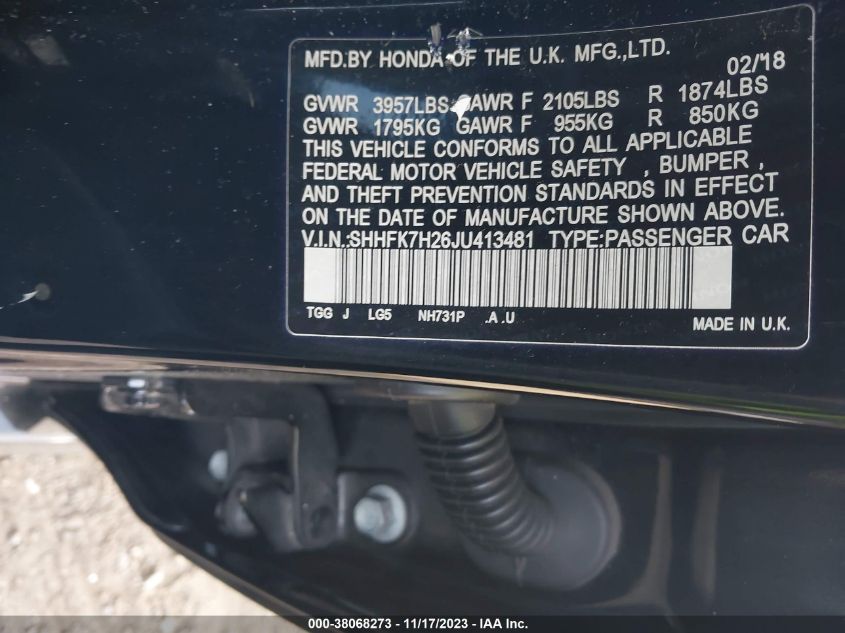 MFD.BY HONDA OF THE U.K. MFG.,LTD.
02/'18
GVWR 3957LBS GAWR F 2105LBS R 1874LBS
GVWR 1795KG GAWR F 955KG R 850KG
THIS VEHICLE CONFORMS TO ALL APPLICABLE
FEDERAL MOTOR VEHICLE SAFETY , BUMPER ,
AND THEFT PREVENTION STANDARDS IN EFFECT
ON THE DATE OF MANUFACTURE SHOWN ABOVE.
V.I.N.:SHHFK7H26JU413481 TYPE:PASSENGER CAR
TGG J LG5 NH731P .A .U
MADE IN U.K.
000-38068273 - 11/17/2023 - IAA Inc.